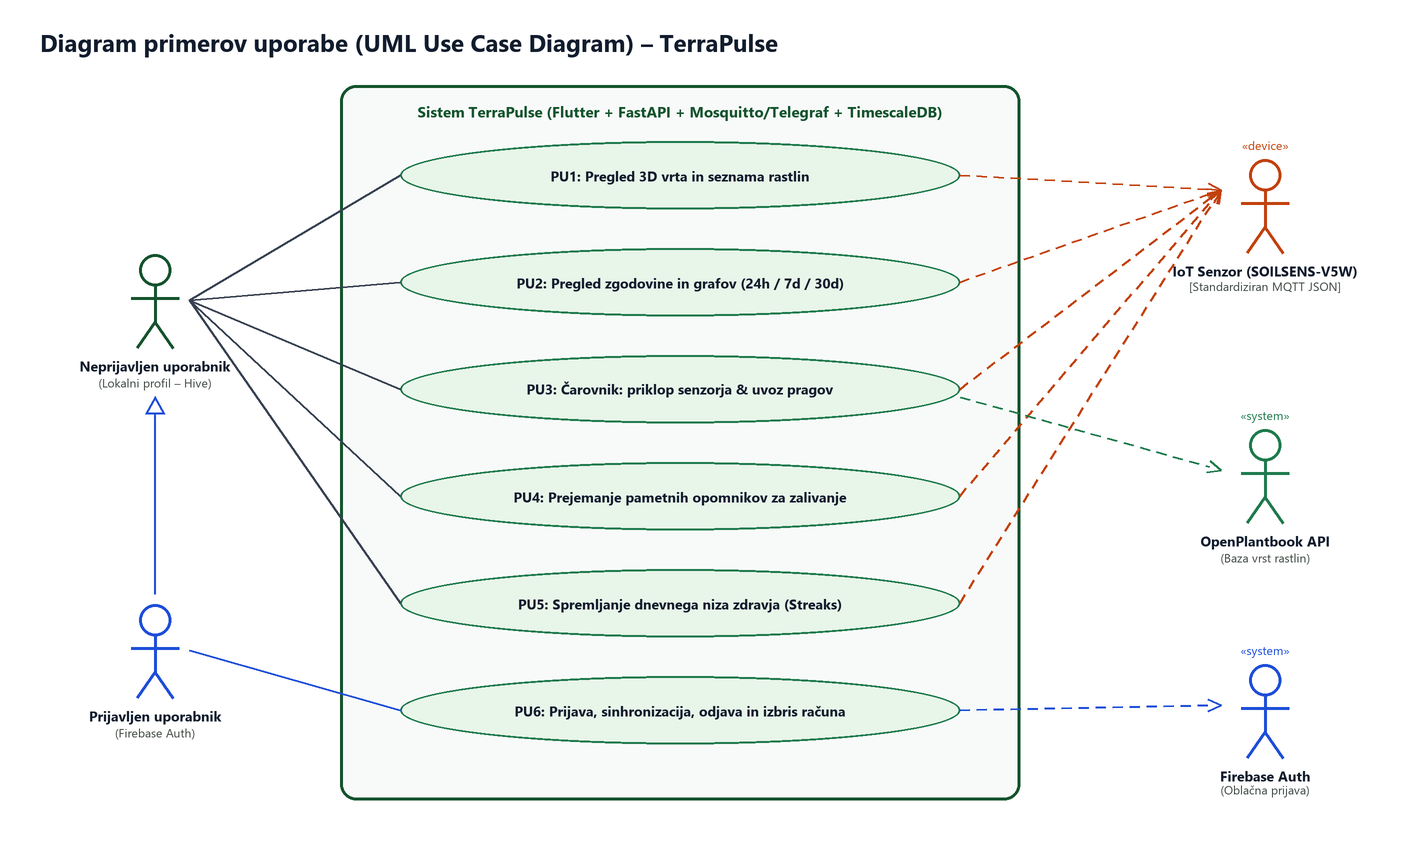 Diagram primerov uporabe (UML Use Case Diagram) – TerraPulse
Sistem TerraPulse (Flutter + FastAPI + Mosquitto/Telegraf + TimescaleDB)
PU1: Pregled 3D vrta in seznama rastlin
PU2: Pregled zgodovine in grafov (24h / 7d / 30d)
PU3: Čarovnik: priklop senzorja & uvoz pragov
PU4: Prejemanje pametnih opomnikov za zalivanje
PU5: Spremljanje dnevnega niza zdravja (Streaks)
PU6: Prijava, sinhronizacija, odjava in izbris računa
Neprijavljen uporabnik
(Lokalni profil – Hive)
Prijavljen uporabnik
(Firebase Auth)
«device»
IoT Senzor (SOILSENS-V5W)
[Standardiziran MQTT JSON]
«system»
OpenPlantbook API
(Baza vrst rastlin)
«system»
Firebase Auth
(Oblačna prijava)